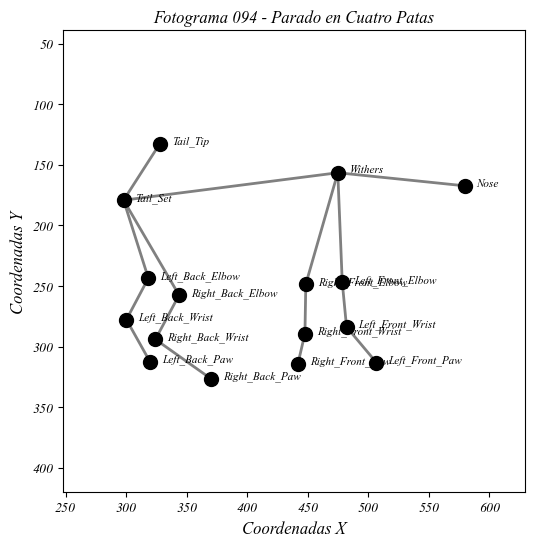 Fotograma 094 - Parado en Cuatro Patas
50
100
150
200
250
300
350
400
Coordenadas Y
Tail_Tip
Withers
Nose
Tail_Set
Left_Back_Elbow
Right_Front_Elbow
Left_Front_Elbow
Right_Back_Elbow
Left_Back_Wrist
Left_Front_Wrist
Right_Front_Wrist
Right_Back_Wrist
Left_Back_Paw
Right_Front_Paw
Left_Front_Paw
Right_Back_Paw
250 300 350 400 450 500 550 600
Coordenadas X